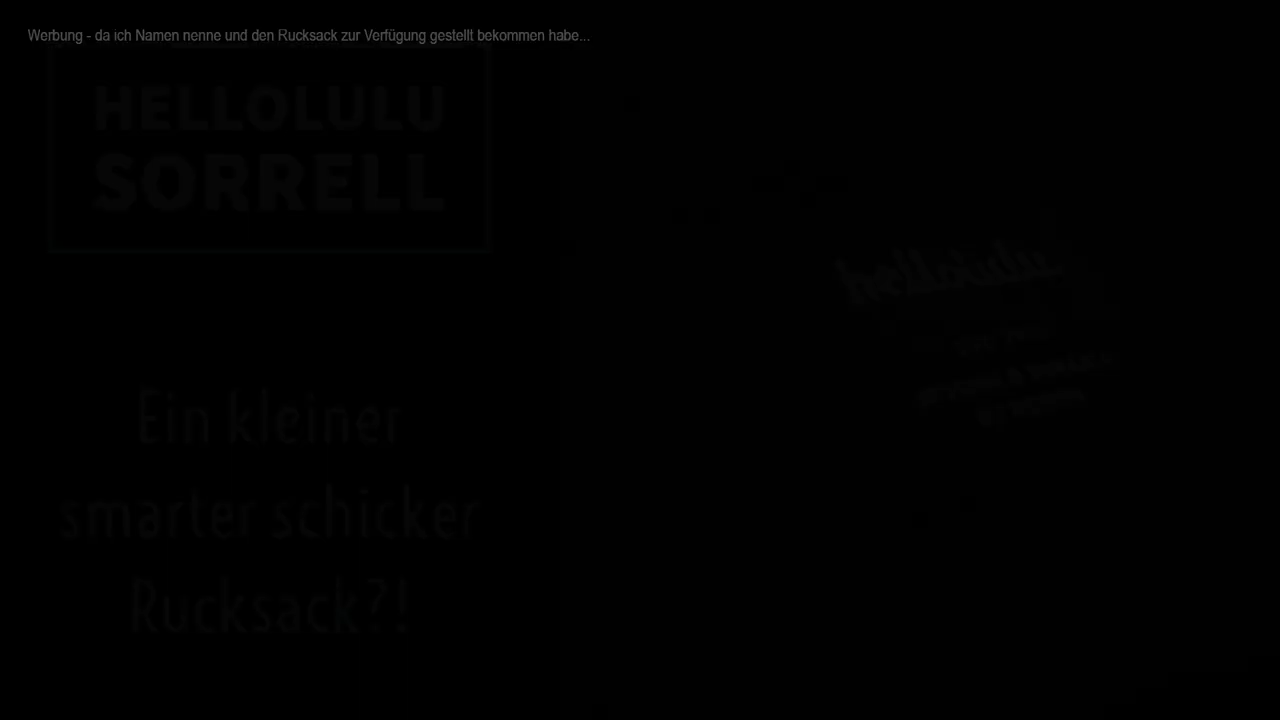 Werbung - da ich Namen nenne und den Rucksack zur Verfügung gestellt bekommen habe...
HELLOLULU
SORRELL
hellolulu
Ein kleiner
smarter schicker
Rucksack?!